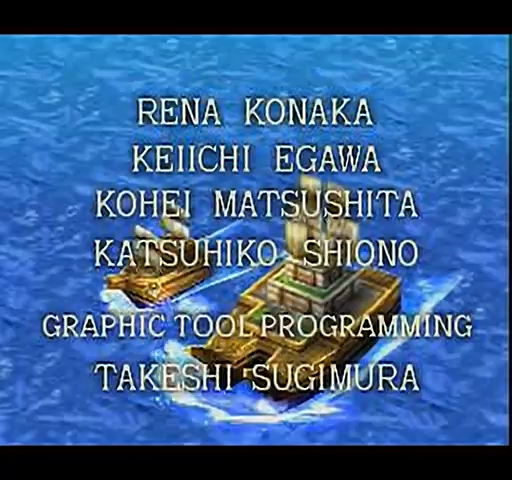 RENA KONAKA
KEIICHI EGAWA
KOHEI MATSUSHITA
KATSUHIKO SHIONO
GRAPHIC TOOL PROGRAMMING
TAKESHI SUGIMURA